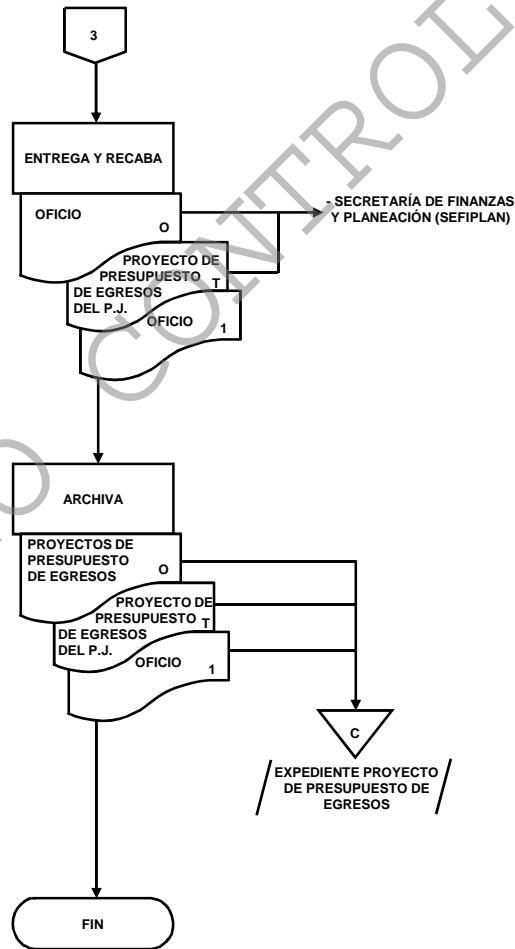 3
ENTREGA Y RECABA
OFICIO
O
- SECRETARÍA DE FINANZAS
Y PLANEACIÓN (SEFIPLAN)
PROYECTO DE
PRESUPUESTO
DE EGRESOS
DEL P.J.
T
OFICIO
1
ARCHIVA
PROYECTOS DE
PRESUPUESTO
DE EGRESOS
O
PROYECTO DE
PRESUPUESTO
DE EGRESOS
DEL P.J.
T
OFICIO
1
C
EXPEDIENTE PROYECTO
DE PRESUPUESTO DE
EGRESOS
FIN
O CONTROL